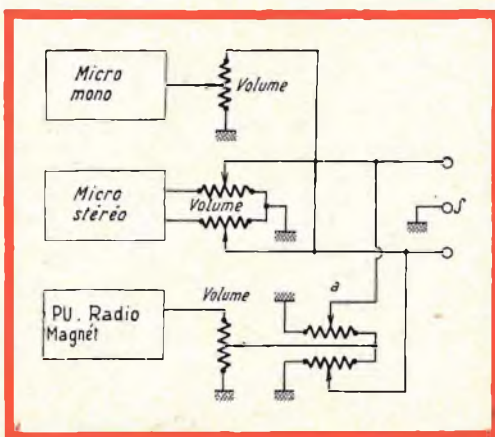 Micro
mono
Volume
Micro
stéréo
Volume
S
PU. Radio
Magnét
Volume
a